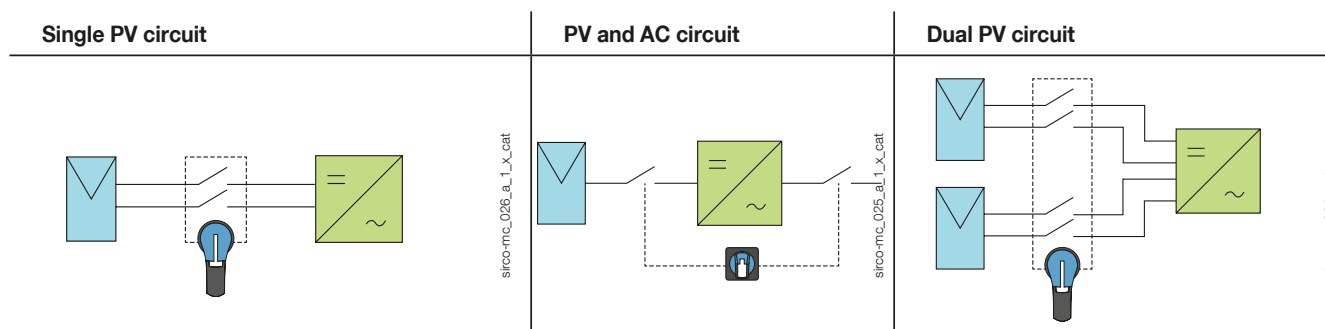 Single PV circuit
PV and AC circuit
Dual PV circuit
sirco-mc_026_a_1_x_cat
sirco-mc_025_a_1_x_cat